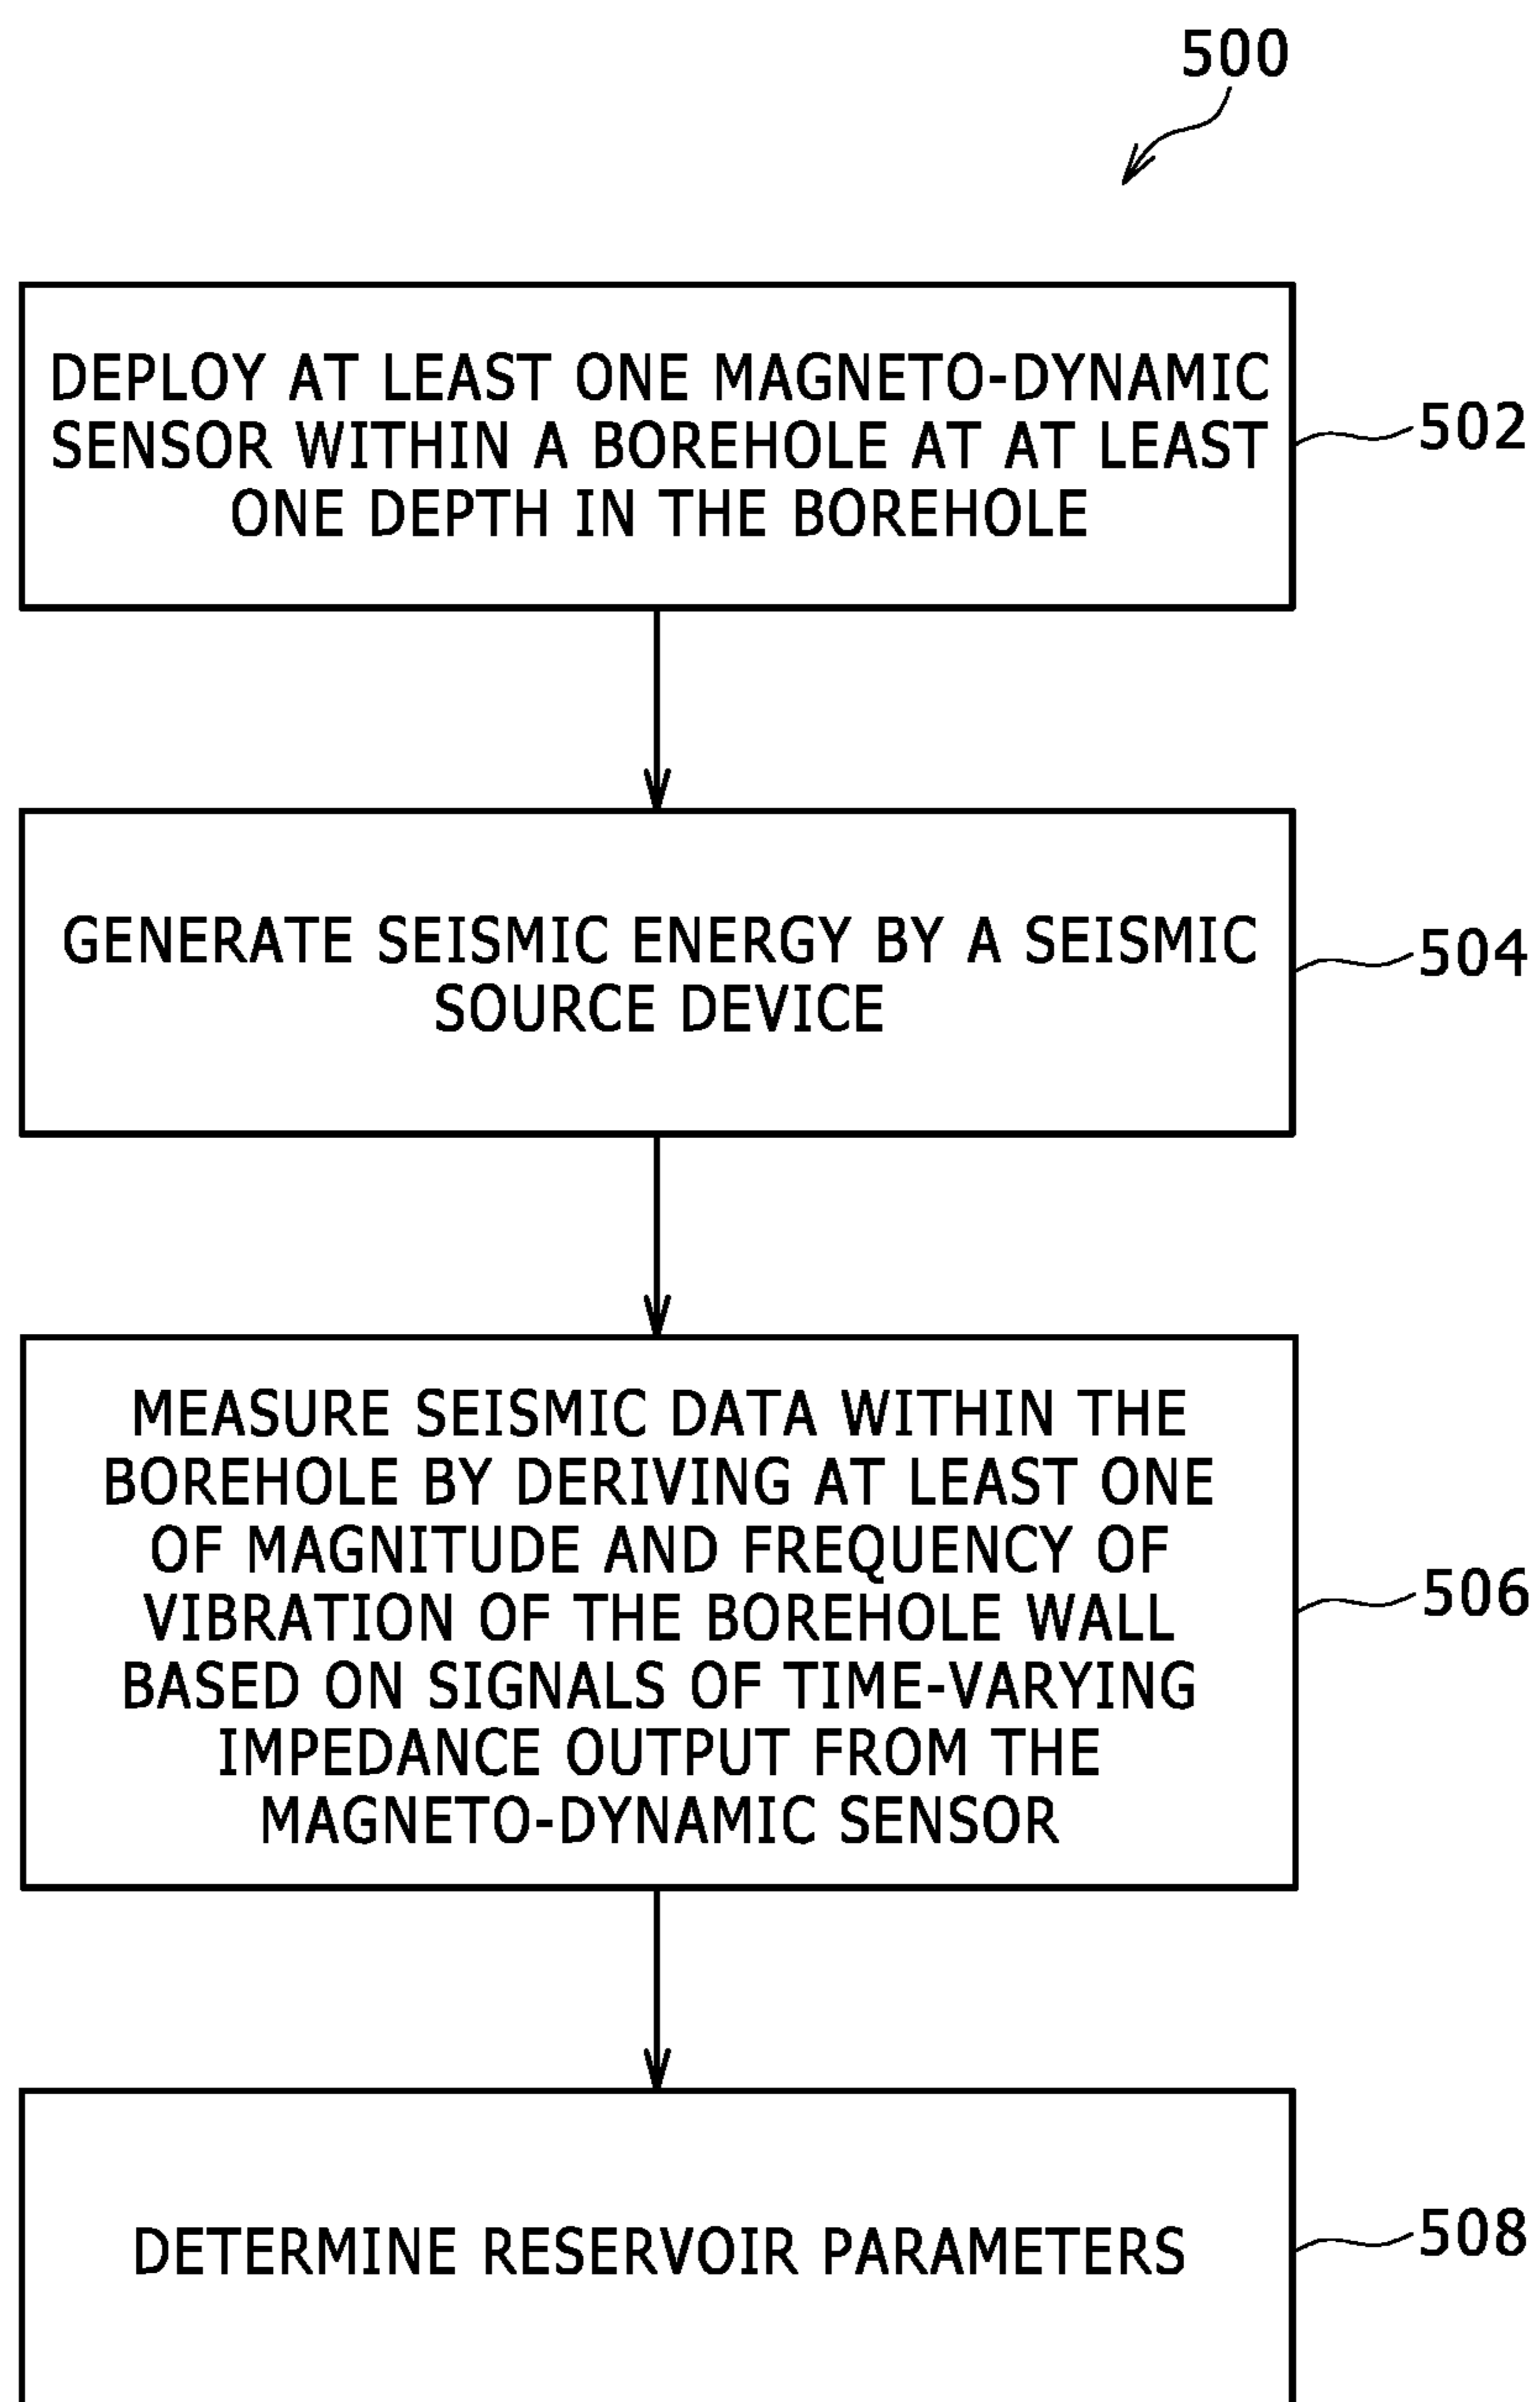 500
DEPLOY AT LEAST ONE MAGNETO-DYNAMIC
SENSOR WITHIN A BOREHOLE AT AT LEAST
ONE DEPTH IN THE BOREHOLE
502
GENERATE SEISMIC ENERGY BY A SEISMIC
SOURCE DEVICE
504
MEASURE SEISMIC DATA WITHIN THE
BOREHOLE BY DERIVING AT LEAST ONE
OF MAGNITUDE AND FREQUENCY OF
VIBRATION OF THE BOREHOLE WALL
BASED ON SIGNALS OF TIME-VARYING
IMPEDANCE OUTPUT FROM THE
MAGNETO-DYNAMIC SENSOR
506
DETERMINE RESERVOIR PARAMETERS
508